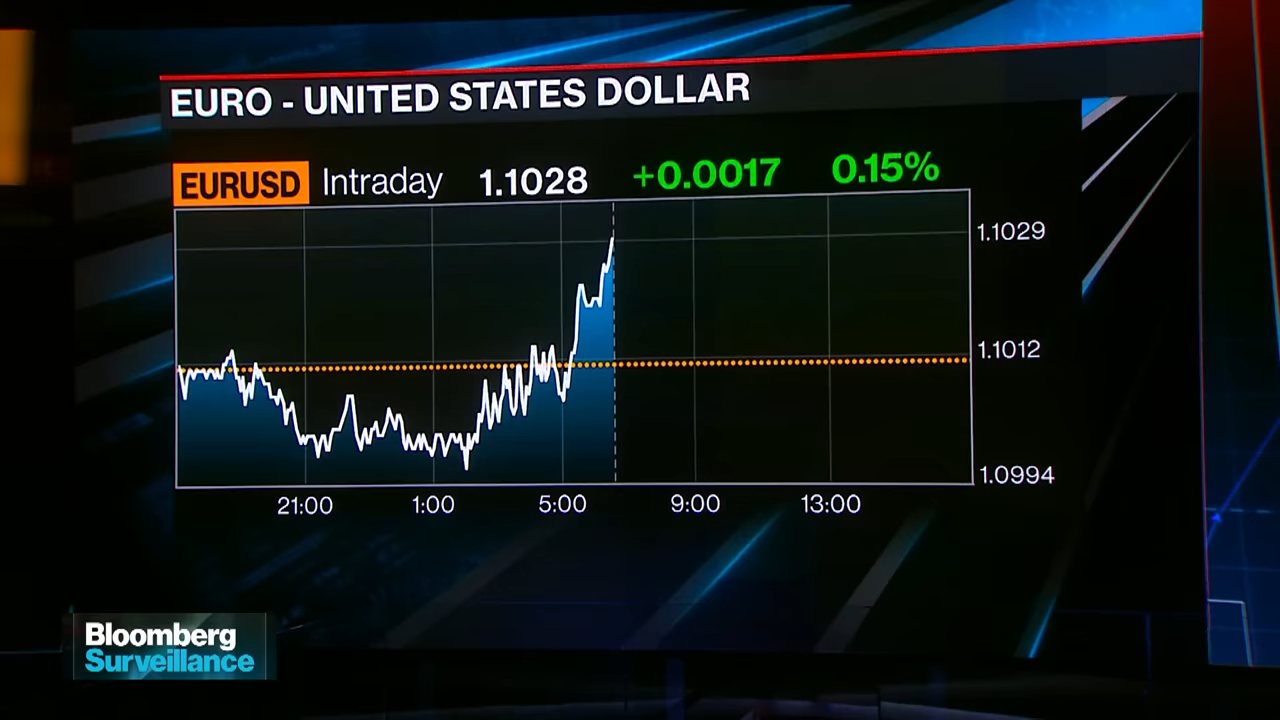 EURO - UNITED STATES DOLLAR
EURUSD Intraday 1.1028 +0.0017 0.15%
1.1029
1.1012
1.0994
21:00 1:00 5:00 9:00 13:00
Bloomberg
Surveillance